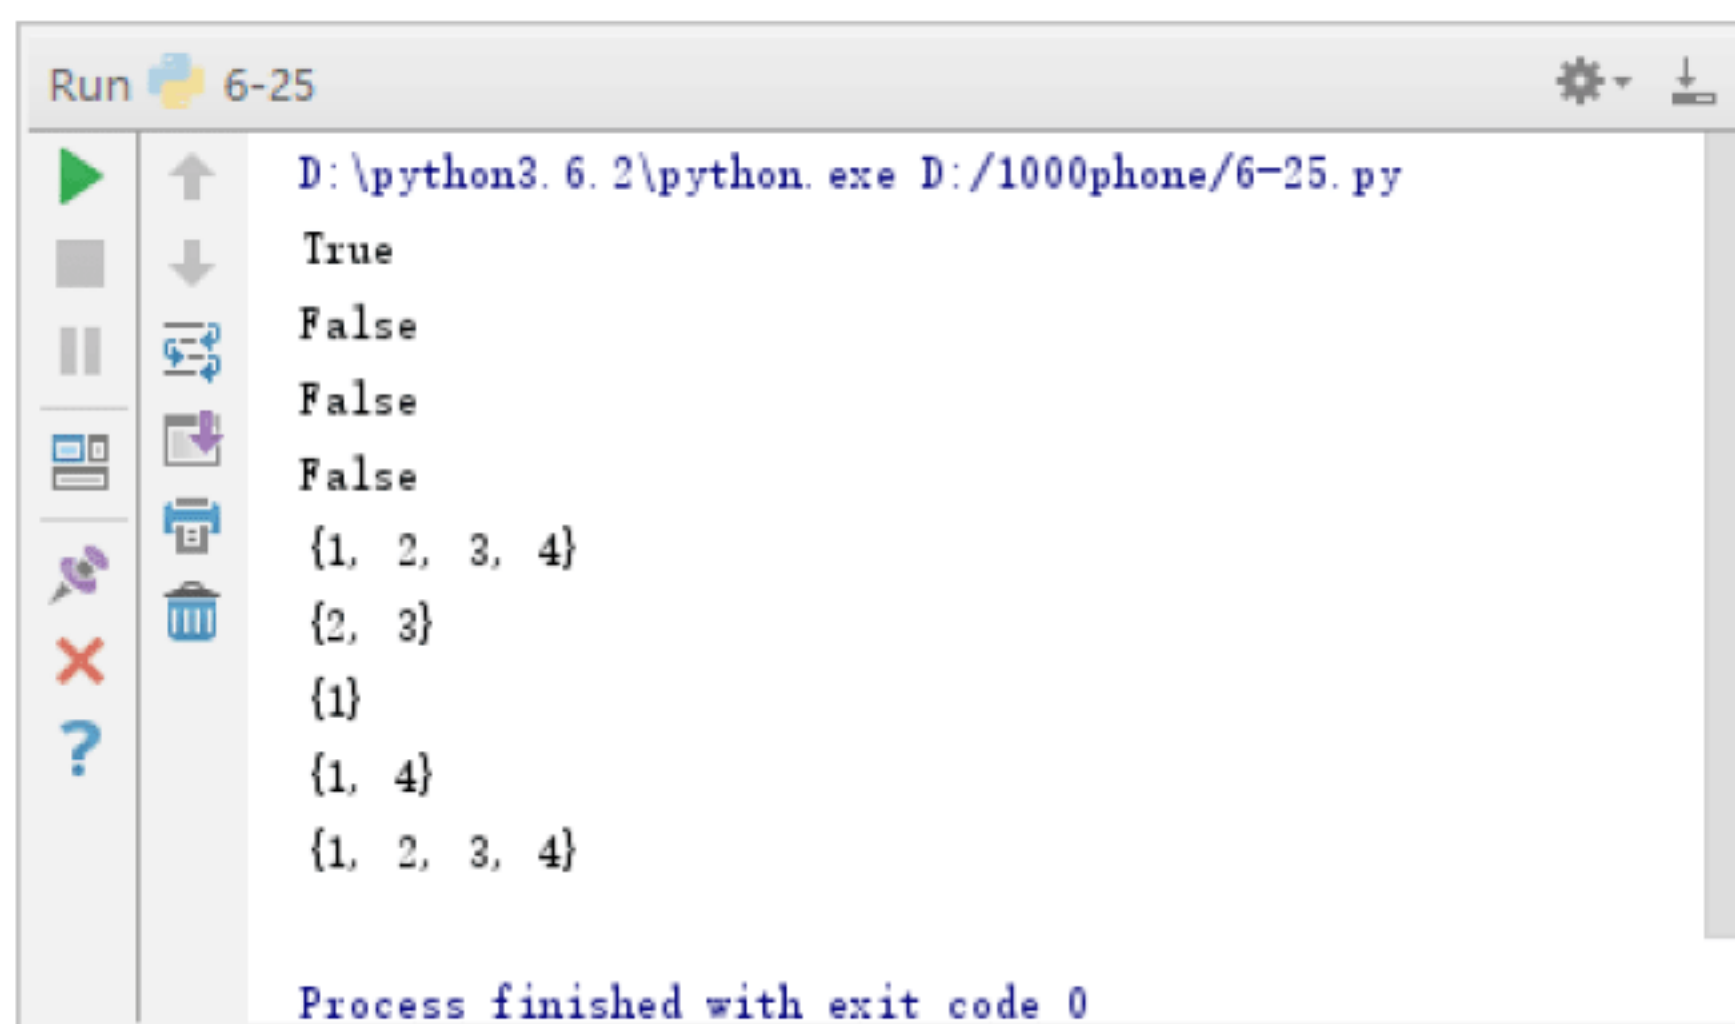 Run 6-25
D:\python3.6.2\python.exe D:/1000phone/6-25.py
True
False
False
False
{1, 2, 3, 4}
{2, 3}
{1}
{1, 4}
{1, 2, 3, 4}
Process finished with exit code 0